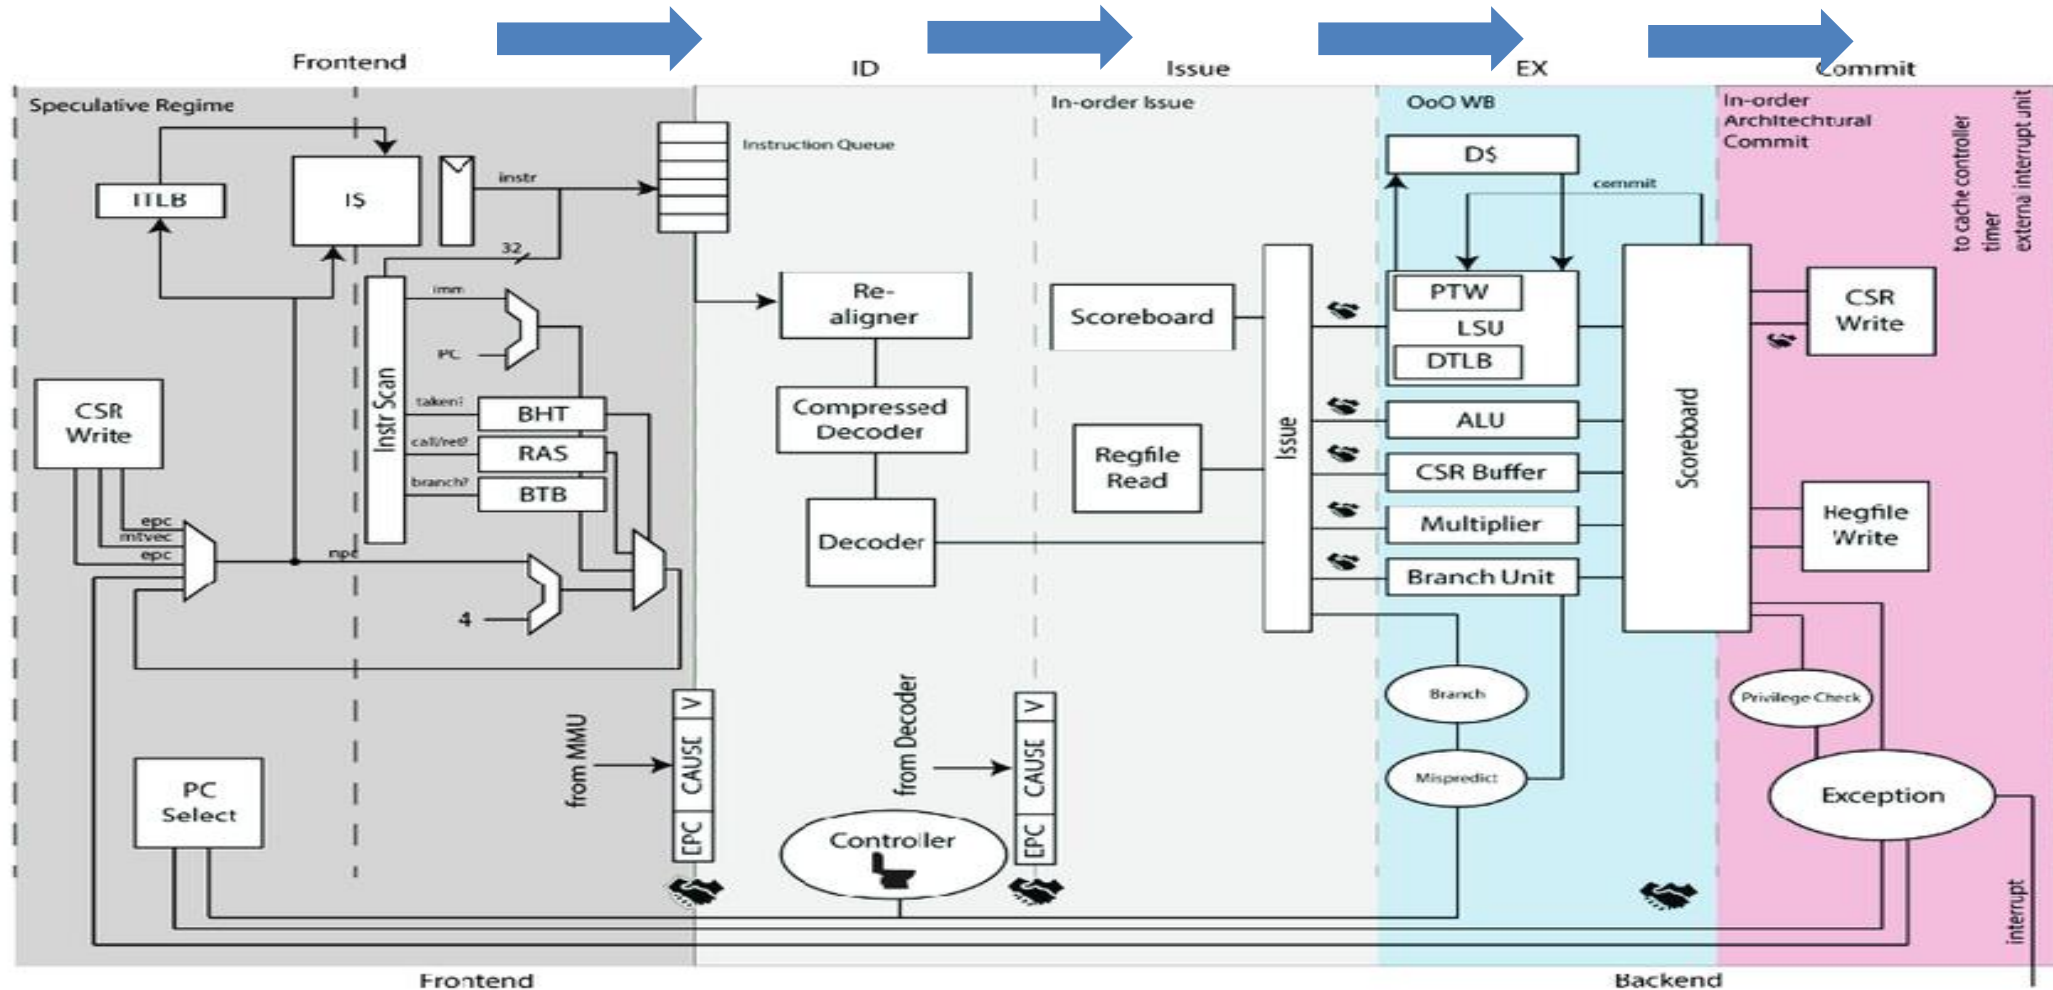 Frontend
ID
Issue
EX
Commit
Speculative Regime
In-order Issue
OoO WB
In-order
Architechtural
Commit
to cache controller
timer
externa interrupt unit
ITLB
I$
instr
32
Instruction Queue
Instr Scan
imm
PC
taken?
BHT
call/ret?
RAS
branch?
BTB
CSR
Write
epc
mtvec
epc
npc
4
PC
Select
from MMU
V
CAUSE
EPC
Re-
aligner
Compressed
Decoder
Decoder
from Decoder
V
CAUSE
EPC
Controller
Scoreboard
Regfile
Read
Issue
D$
commit
PTW
LSU
DTLB
ALU
CSR Buffer
Multiplier
Branch Unit
Branch
Mispredict
Scoreboard
CSR
Write
Hegfile
Write
Privilege Check
Exception
interrupt
Frontend
Backend